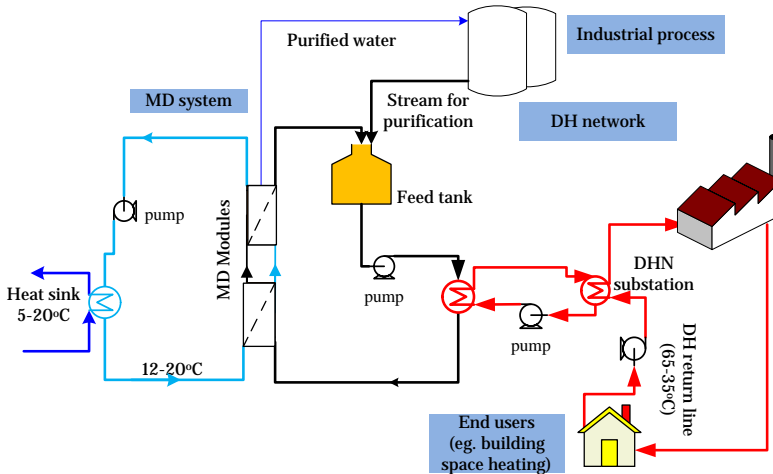 Purified water
Industrial process
MD system
Stream for
purification
DH network
Feed tank
pump
MD Modules
DHN
substation
pump
Heat sink
5-20ºC
pump
12-20ºC
DH return line
(65-35ºC)
End users
(eg. building
space heating)